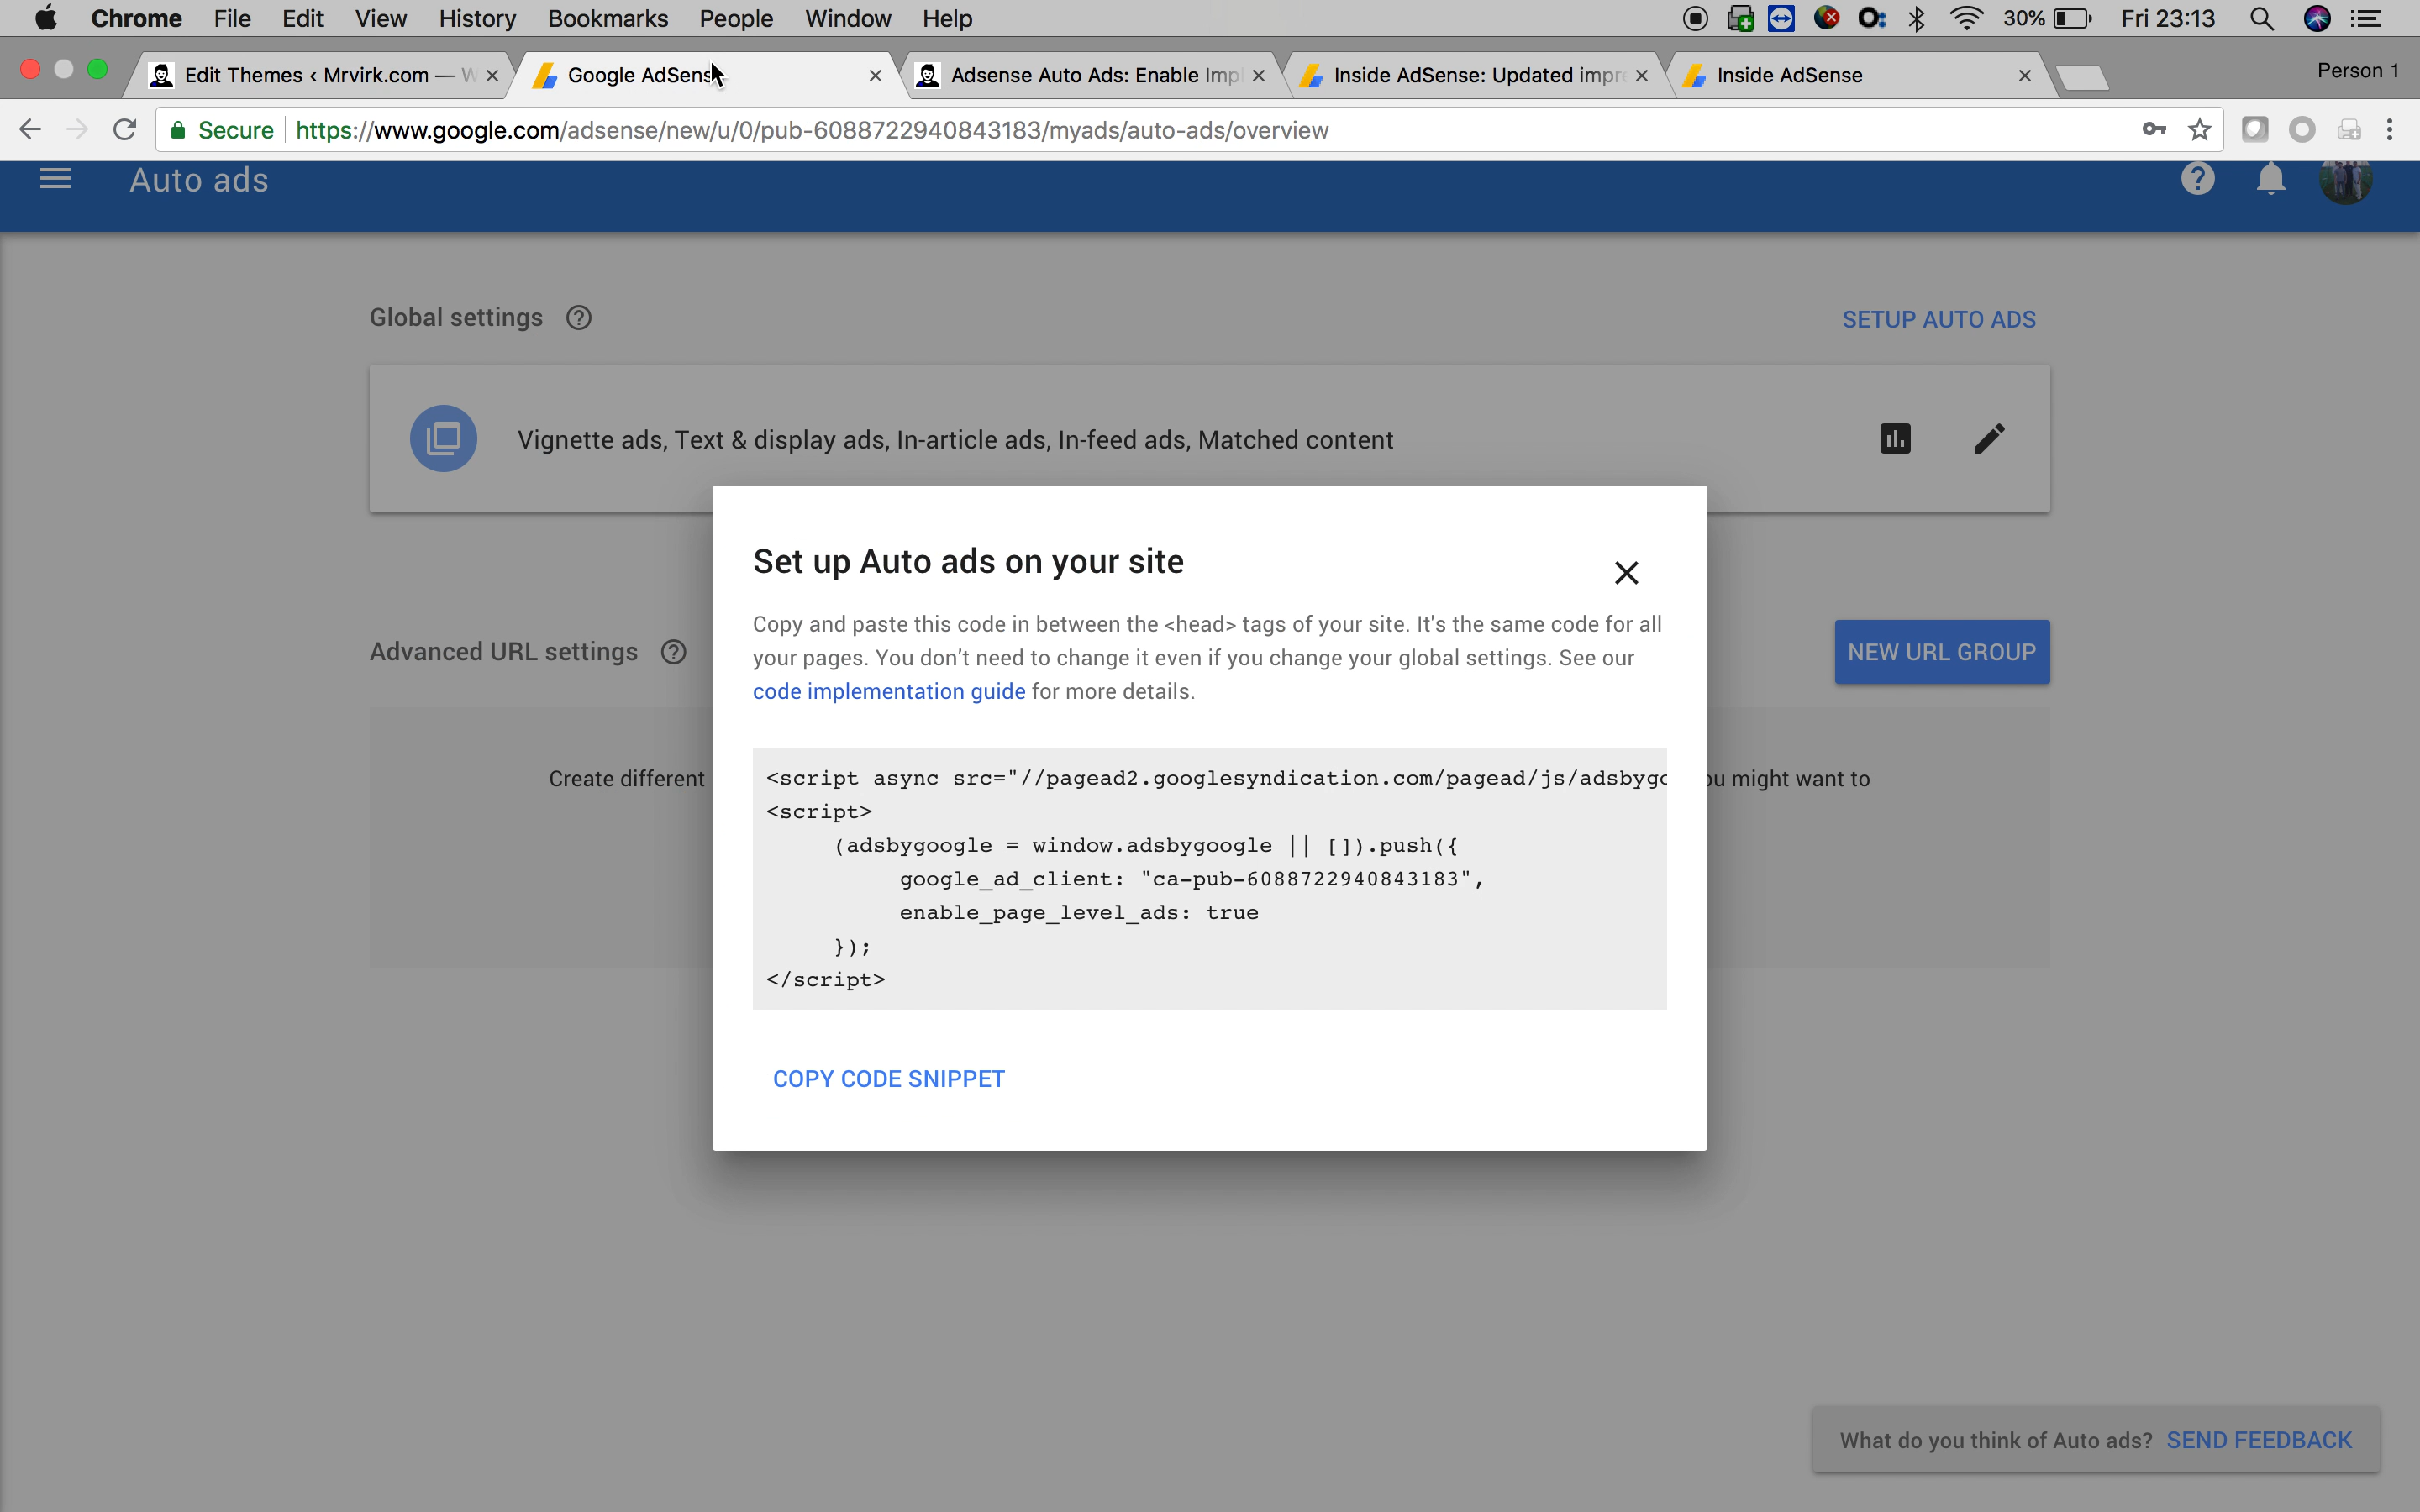 Chrome File Edit View History Bookmarks People Window Help 30% Fri 23:13
Edit Themes ‹ Mrvirk.com — W Google AdSens Adsense Auto Ads: Enable Impl Inside AdSense: Updated impre Inside AdSense Person 1
Secure https://www.google.com/adsense/new/u/0/pub-6088722940843183/myads/auto-ads/overview
Auto ads
Global settings SETUP AUTO ADS
Vignette ads, Text & display ads, In-article ads, In-feed ads, Matched content
Set up Auto ads on your site
Copy and paste this code in between the <head> tags of your site. It's the same code for all
your pages. You don’t need to change it even if you change your global settings. See our
code implementation guide for more details.
Advanced URL settings NEW URL GROUP
Create different
might want to
<script async src="//pagead2.googlesyndication.com/pagead/js/adsbygo
<script>
(adsbygoogle = window.adsbygoogle || []).push({
google_ad_client: "ca-pub-6088722940843183",
enable_page_level_ads: true
});
</script>
COPY CODE SNIPPET
What do you think of Auto ads? SEND FEEDBACK